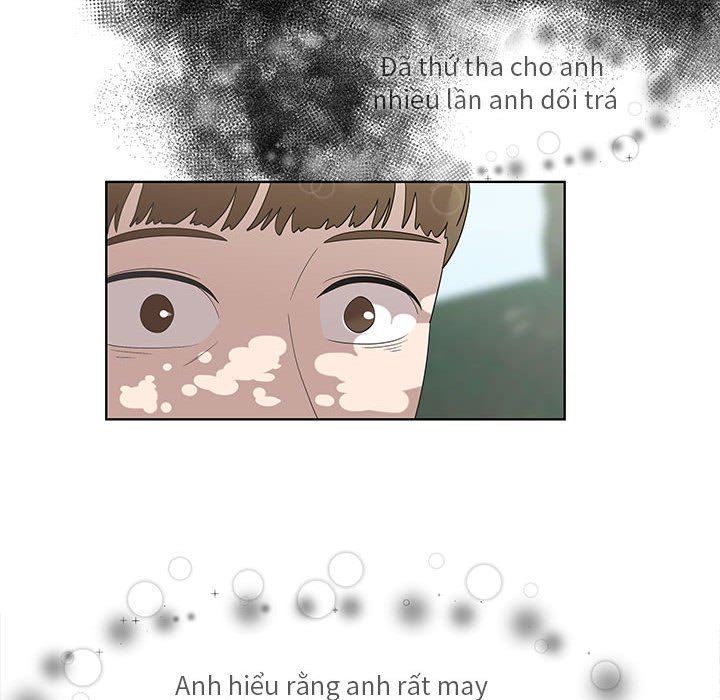 Đã thứ tha cho anh
nhiều lần anh dối trá
Anh hiểu rằng anh rất may